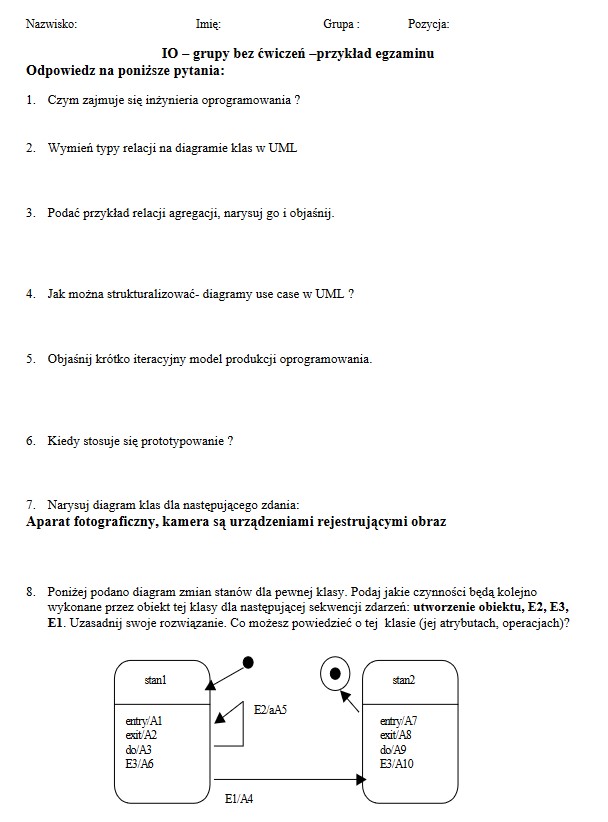 Nazwisko: Imię: Grupa : Pozycja:
IO – grupy bez ćwiczeń –przykład egzaminu
Odpowiedz na poniższe pytania:
1. Czym zajmuje się inżynieria oprogramowania ?
2. Wymień typy relacji na diagramie klas w UML
3. Podać przykład relacji agregacji, narysuj go i objaśnij.
4. Jak można strukturalizować- diagramy use case w UML ?
5. Objaśnij krótko iteracyjny model produkcji oprogramowania.
6. Kiedy stosuje się prototypowanie ?
7. Narysuj diagram klas dla następującego zdania:
Aparat fotograficzny, kamera są urządzeniami rejestrującymi obraz
8. Poniżej podano diagram zmian stanów dla pewnej klasy. Podaj jakie czynności będą kolejno
wykonane przez obiekt tej klasy dla następującej sekwencji zdarzeń: utworzenie obiektu, E2, E3,
E1. Uzasadnij swoje rozwiązanie. Co możesz powiedzieć o tej klasie (jej atrybutach, operacjach)?
stan1
entry/A1
exit/A2
do/A3
E3/A6
E2/aA5
E1/A4
stan2
entry/A7
exit/A8
do/A9
E3/A10